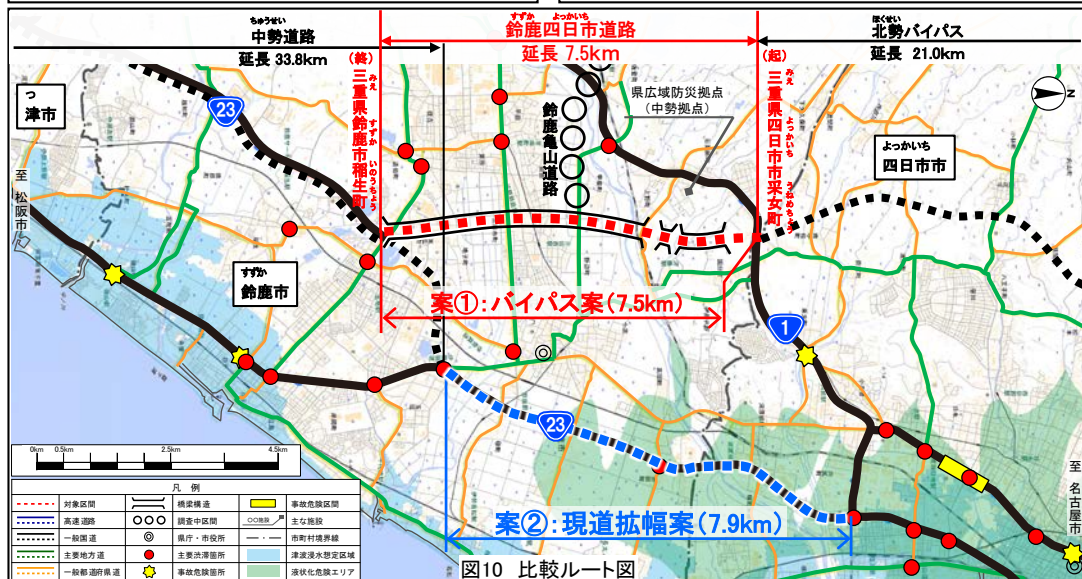 ちゅうせい
中勢道路
延長 33.8km
すずか よっかいち
鈴鹿四日市道路
延長 7.5km
ほくせい
北勢バイパス
延長 21.0km
(終)
三重県鈴鹿市稲生町
みえ すずか いのうちょう
(起)
三重県四日市市采女町
みえ よっかいち うねめちょう
つ
津市
23
至 松阪市
すずか
鈴鹿市
鈴鹿亀山道路
県広域防災拠点
(中勢拠点)
N
よっかいち
四日市市
案①:バイパス案(7.5km)
1
23
案②:現道拡幅案(7.9km)
至 名古屋市
0km 0.5km 2.5km 4.5km
凡 例
対象区間 橋梁構造 事故危険区間
高速道路 調査中区間 ○○施設 主な施設
一般国道 県庁・市役所 市町村境界線
主要地方道 主要渋滞箇所 津波浸水想定区域
一般都道府県道 事故危険箇所 液状化危険エリア
図10 比較ルート図